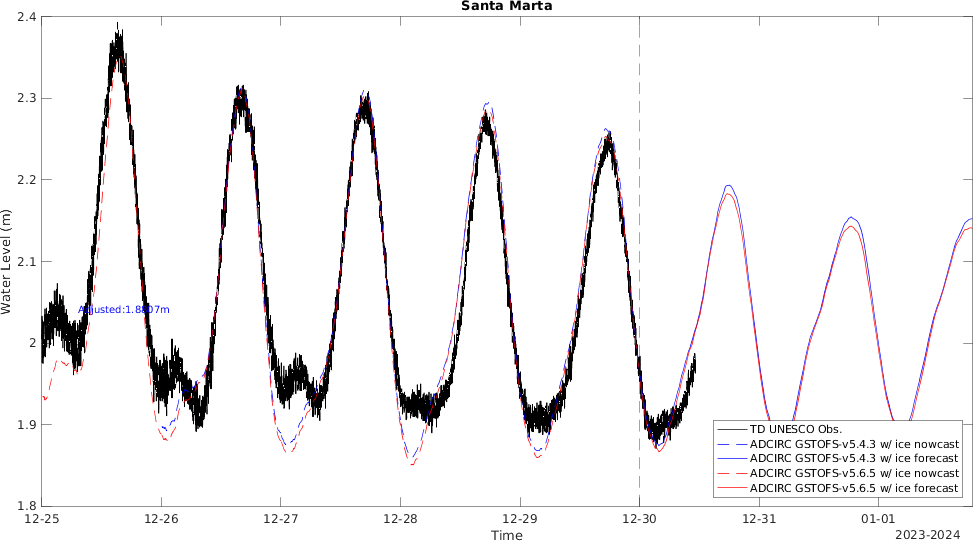 Santa Marta
2.4
2.3
2.2
2.1
2
1.9
1.8
Water Level (m)
Adjusted:1.8807m
TD UNESCO Obs.
ADCIRC GSTOFS-v5.4.3 w/ ice nowcast
ADCIRC GSTOFS-v5.4.3 w/ ice forecast
ADCIRC GSTOFS-v5.6.5 w/ ice nowcast
ADCIRC GSTOFS-v5.6.5 w/ ice forecast
12-25 12-26 12-27 12-28 12-29 12-30 12-31 01-01
Time
2023-2024